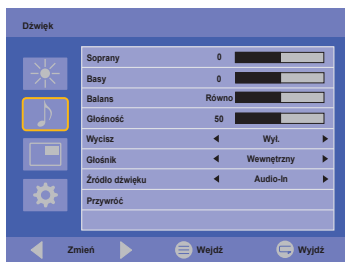 Dźwięk
Soprany 0
Basy 0
Balans Równo
Głośność 50
Wycisz Wył.
Głośnik Wewnętrzny
Źródło dźwięku Audio-In
Przywróć
Zmień Wejdź Wyjdź